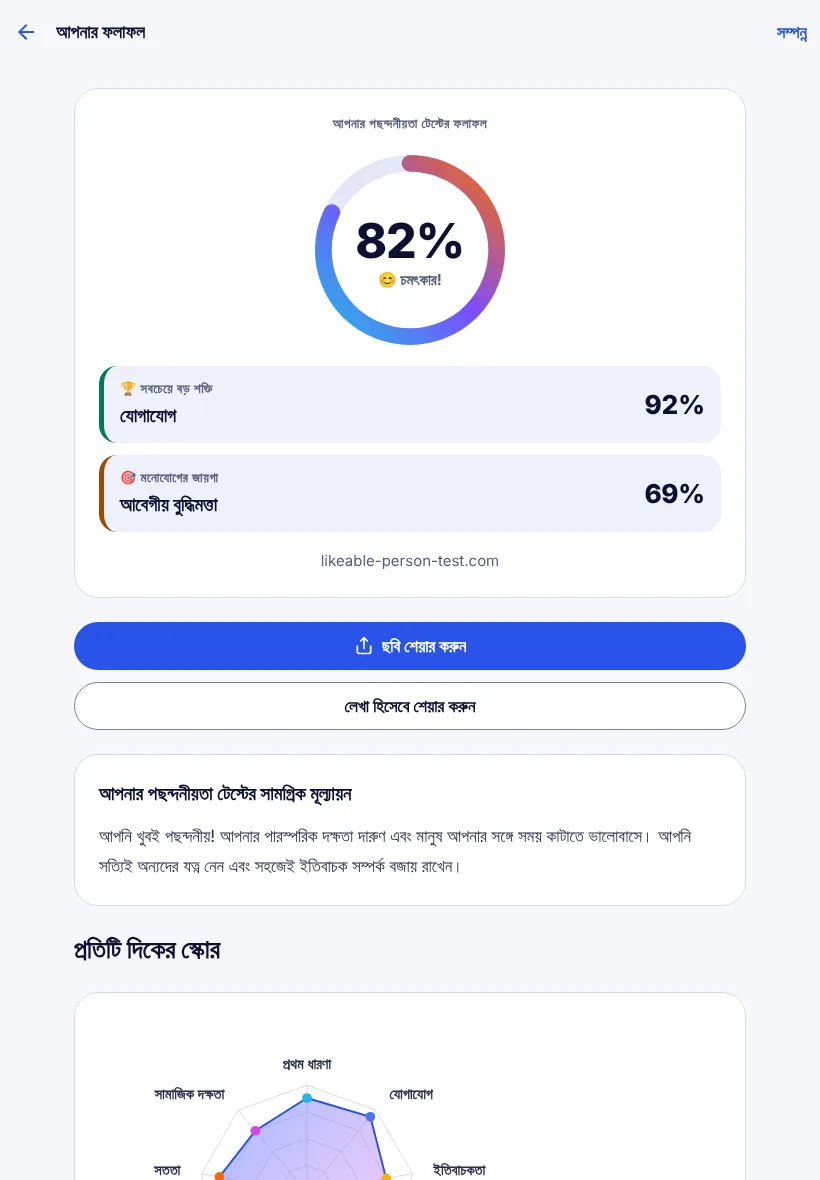 আপনার ফলাফল
সম্পন্ন
আপনার পছন্দনীয়তা টেস্টের ফলাফল
82%
😊 চমৎকার!
🏆 সবচেয়ে বড় শক্তি
যোগাযোগ
92%
🎯 মনোযোগের জায়গা
আবেগীয় বুদ্ধিমত্তা
69%
likeable-person-test.com
ছবি শেয়ার করুন
লেখা হিসেবে শেয়ার করুন
আপনার পছন্দনীয়তা টেস্টের সামগ্রিক মূল্যায়ন
আপনি খুবই পছন্দনীয়! আপনার পারস্পরিক দক্ষতা দারুণ এবং মানুষ আপনার সঙ্গে সময় কাটাতে ভালোবাসে। আপনি
সত্যিই অন্যদের যত্ন নেন এবং সহজেই ইতিবাচক সম্পর্ক বজায় রাখেন।
প্রতিটি দিকের স্কোর
প্রথম ধারণা
সামাজিক দক্ষতা
যোগাযোগ
সততা
ইতিবাচকতা